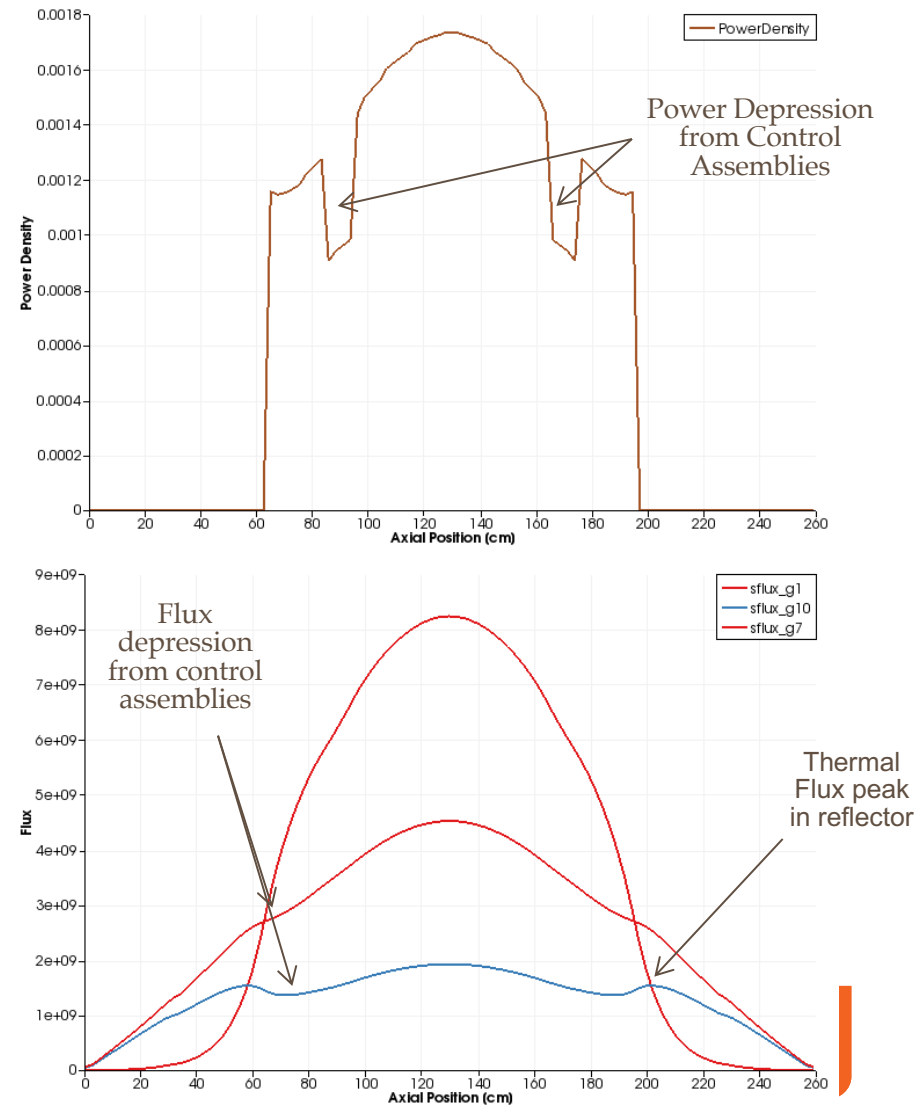 0.0018
PowerDensity
0.0016
Power Depression
from Control
Assemblies
0.0014
0.0012
0.001
0.0008
0.0006
0.0004
0.0002
0
Power Density
0 20 40 60 80 100 120 140 160 180 200 220 240 260
Axial Position (cm)
9e+09
sflux_g1
sflux_g10
sflux_g7
Flux
depression
from control
assemblies
8e+09
7e+09
6e+09
5e+09
Thermal
Flux peak
in reflector
4e+09
3e+09
2e+09
1e+09
0
Flux
0 20 40 60 80 100 120 140 160 180 200 220 240 260
Axial Position (cm)